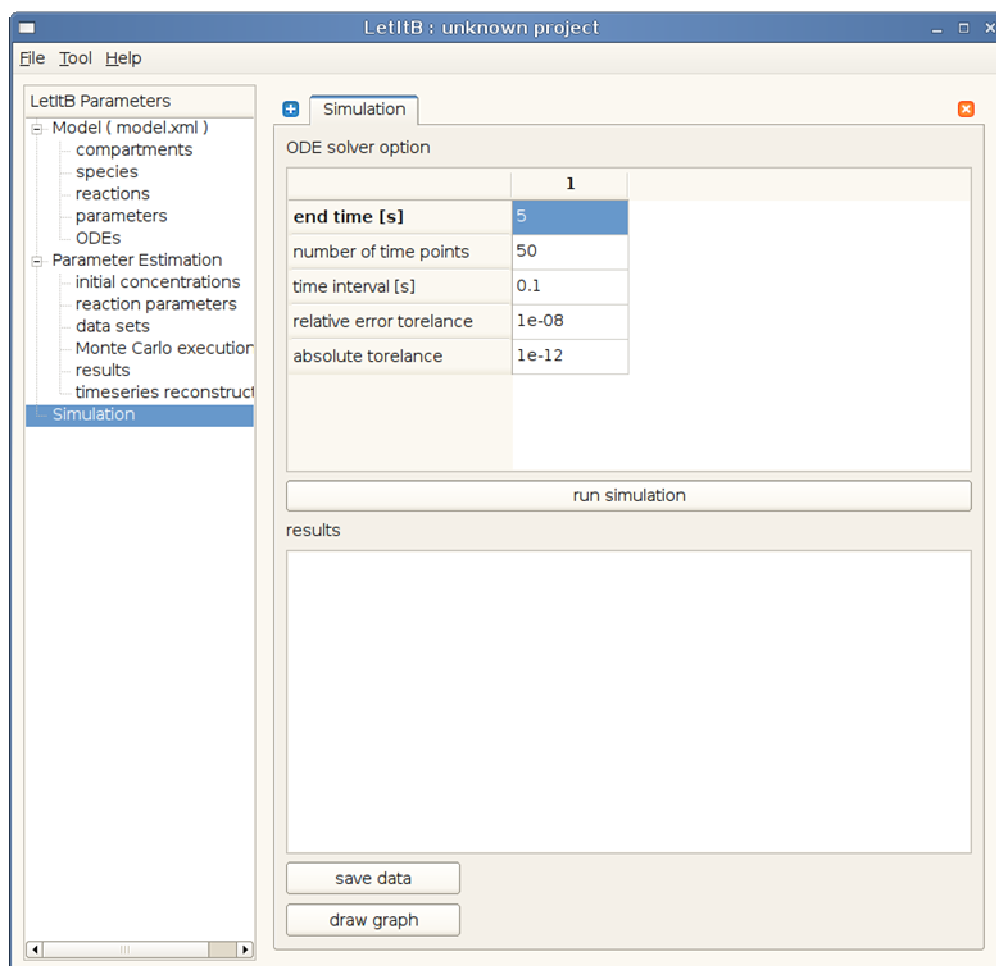 LetItB : unknown project
File Tool Help
LetItB Parameters
Model ( model.xml )
compartments
species
reactions
parameters
ODEs
Parameter Estimation
initial concentrations
reaction parameters
data sets
Monte Carlo execution
results
timeseries reconstruct
Simulation
Simulation
ODE solver option
1
end time [s] 5
number of time points 50
time interval [s] 0.1
relative error torelance 1e-08
absolute torelance 1e-12
run simulation
results
save data
draw graph